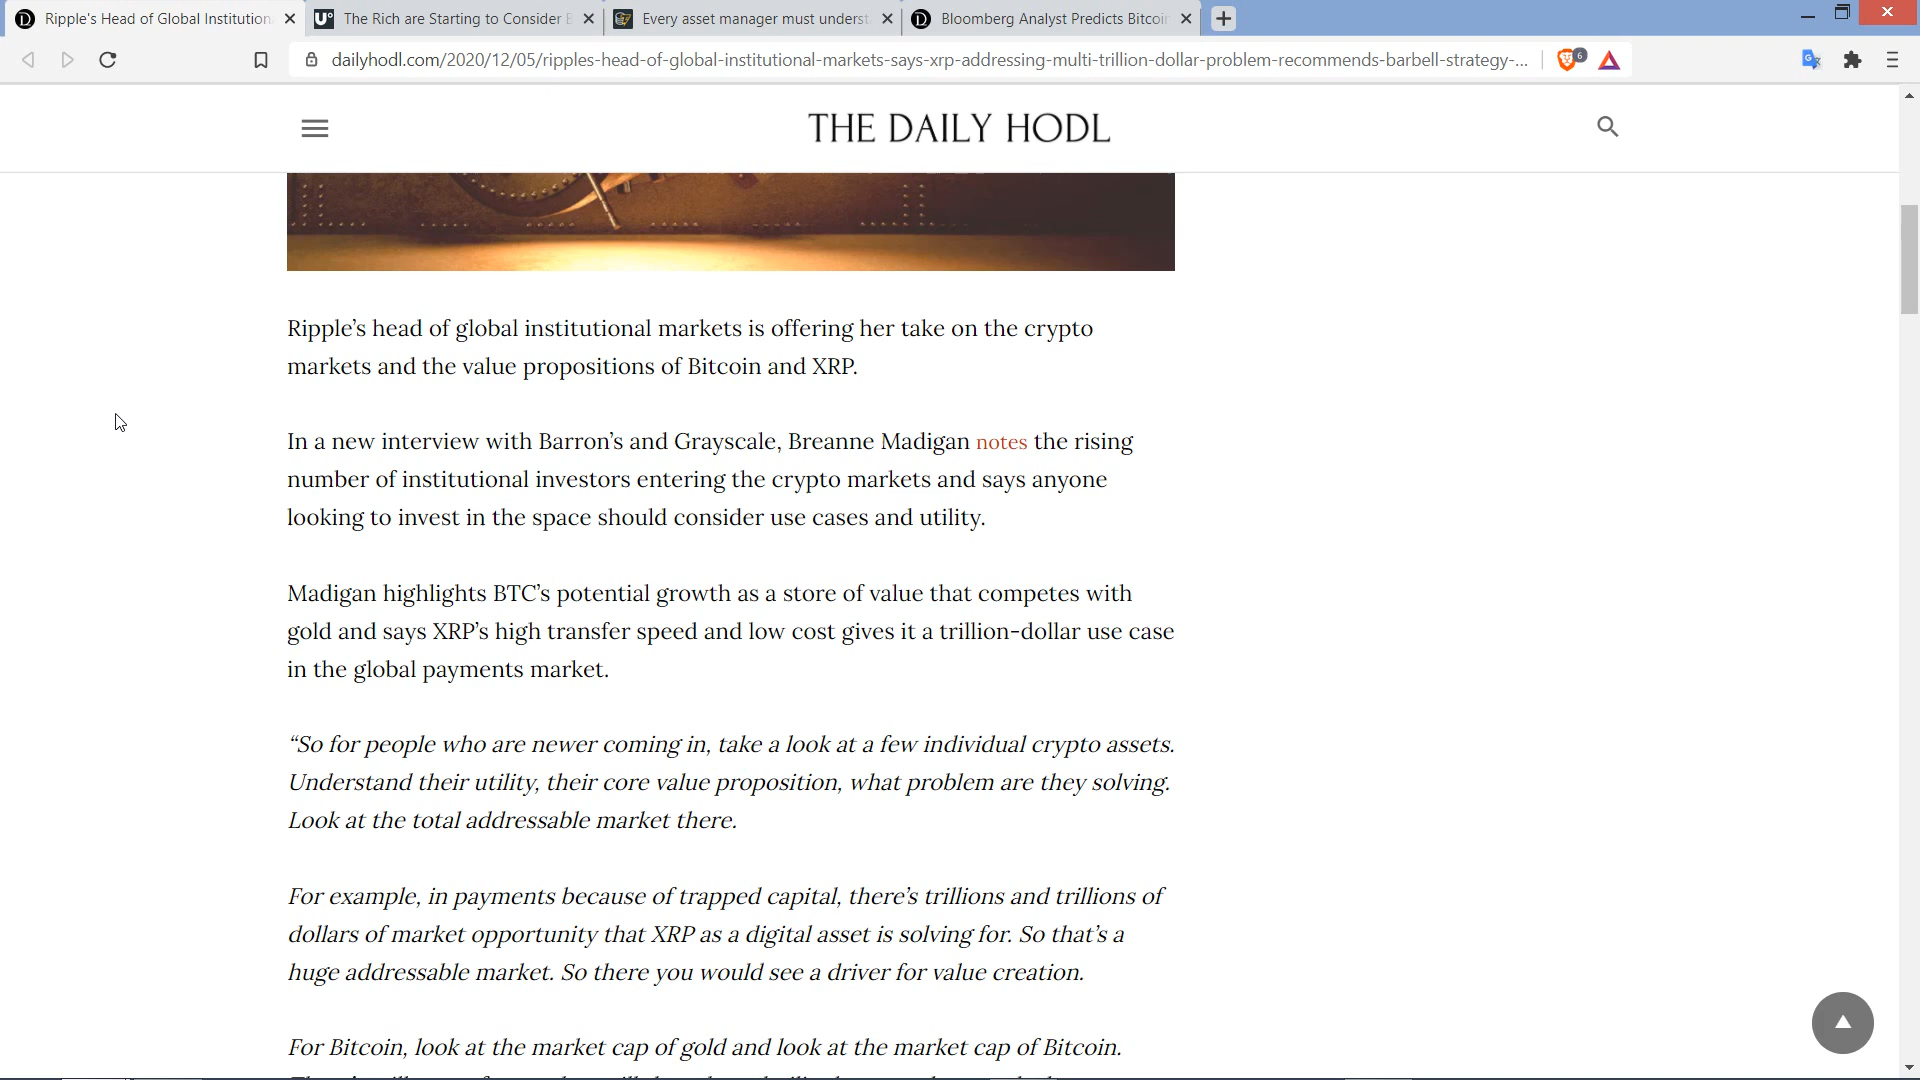 Ripple's Head of Global Institution
The Rich are Starting to Consider
Every asset manager must underst
Bloomberg Analyst Predicts Bitcoi
dailyhodl.com/2020/12/05/ripples-head-of-global-institutional-markets-says-xrp-addressing-multi-trillion-dollar-problem-recommends-barbell-strategy-...
6
THE DAILY HODL
Ripple’s head of global institutional markets is offering her take on the crypto
markets and the value propositions of Bitcoin and XRP.
In a new interview with Barron’s and Grayscale, Breanne Madigan notes the rising
number of institutional investors entering the crypto markets and says anyone
looking to invest in the space should consider use cases and utility.
Madigan highlights BTC’s potential growth as a store of value that competes with
gold and says XRP’s high transfer speed and low cost gives it a trillion-dollar use case
in the global payments market.
“So for people who are newer coming in, take a look at a few individual crypto assets.
Understand their utility, their core value proposition, what problem are they solving.
Look at the total addressable market there.
For example, in payments because of trapped capital, there’s trillions and trillions of
dollars of market opportunity that XRP as a digital asset is solving for. So that’s a
huge addressable market. So there you would see a driver for value creation.
For Bitcoin, look at the market cap of gold and look at the market cap of Bitcoin.